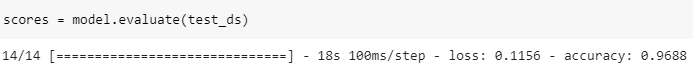 scores = model.evaluate(test_ds)
14/14 [==============================] - 18s 100ms/step - loss: 0.1156 - accuracy: 0.9688